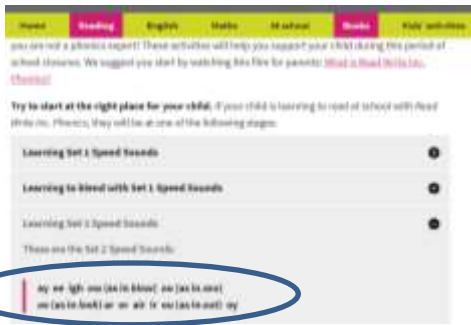 Home Reading English Maths At school Books Kids' activities
you are not a phonics expert! These activities will help you support your child during this period of
school closures. We suggest you start by watching this film for parents: What is Read Write Inc.
Phonics?
Try to start at the right place for your child. If your child is learning to read at school with Read
Write Inc. Phonics, they will be at one of the following stages:
Learning Set 1 Speed Sounds
Learning to blend with Set 1 Speed Sounds
Learning Set 2 Speed Sounds
These are the Set 2 Speed Sounds:
ay ee igh ow (as in blow) oo (as in zoo)
oo (as in look) ar or air ir ou (as in out) oy